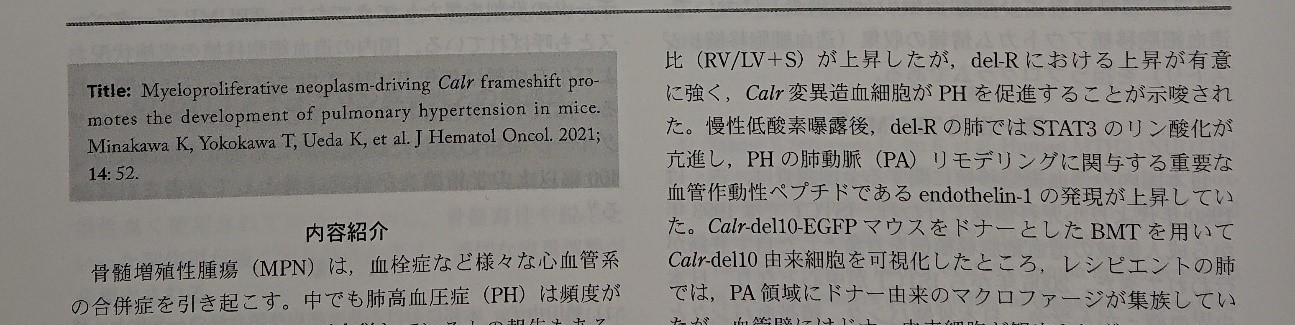 Title: Myeloproliferative neoplasm-driving Calr frameshift pro-
motes the development of pulmonary hypertension in mice.
Minakawa K, Yokokawa T, Ueda K, et al. J Hematol Oncol. 2021;
14: 52.
内容紹介
骨髄増殖性腫瘍（MPN）は，血栓症など様々な心血管系
の合併症を引き起こす。中でも肺高血圧症（PH）は頻度が
比（RV/LV+S）が上昇したが，del-R における上昇が有意
に強く，Calr 変異造血細胞が PH を促進することが示唆され
た。慢性低酸素曝露後，del-R の肺では STAT3 のリン酸化が
亢進し，PH の肺動脈（PA）リモデリングに関与する重要な
血管作動性ペプチドである endothelin-1 の発現が上昇してい
た。Calr-del10-EGFP マウスをドナーとした BMT を用いて
Calr-del10 由来細胞を可視化したところ，レシピエントの肺
では，PA 領域にドナー由来のマクロファージが集族してい